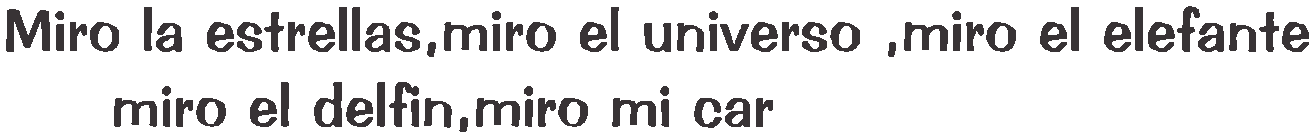 Miro la estrellas,miro el universo ,miro el elefante
miro el delfin,miro mi car